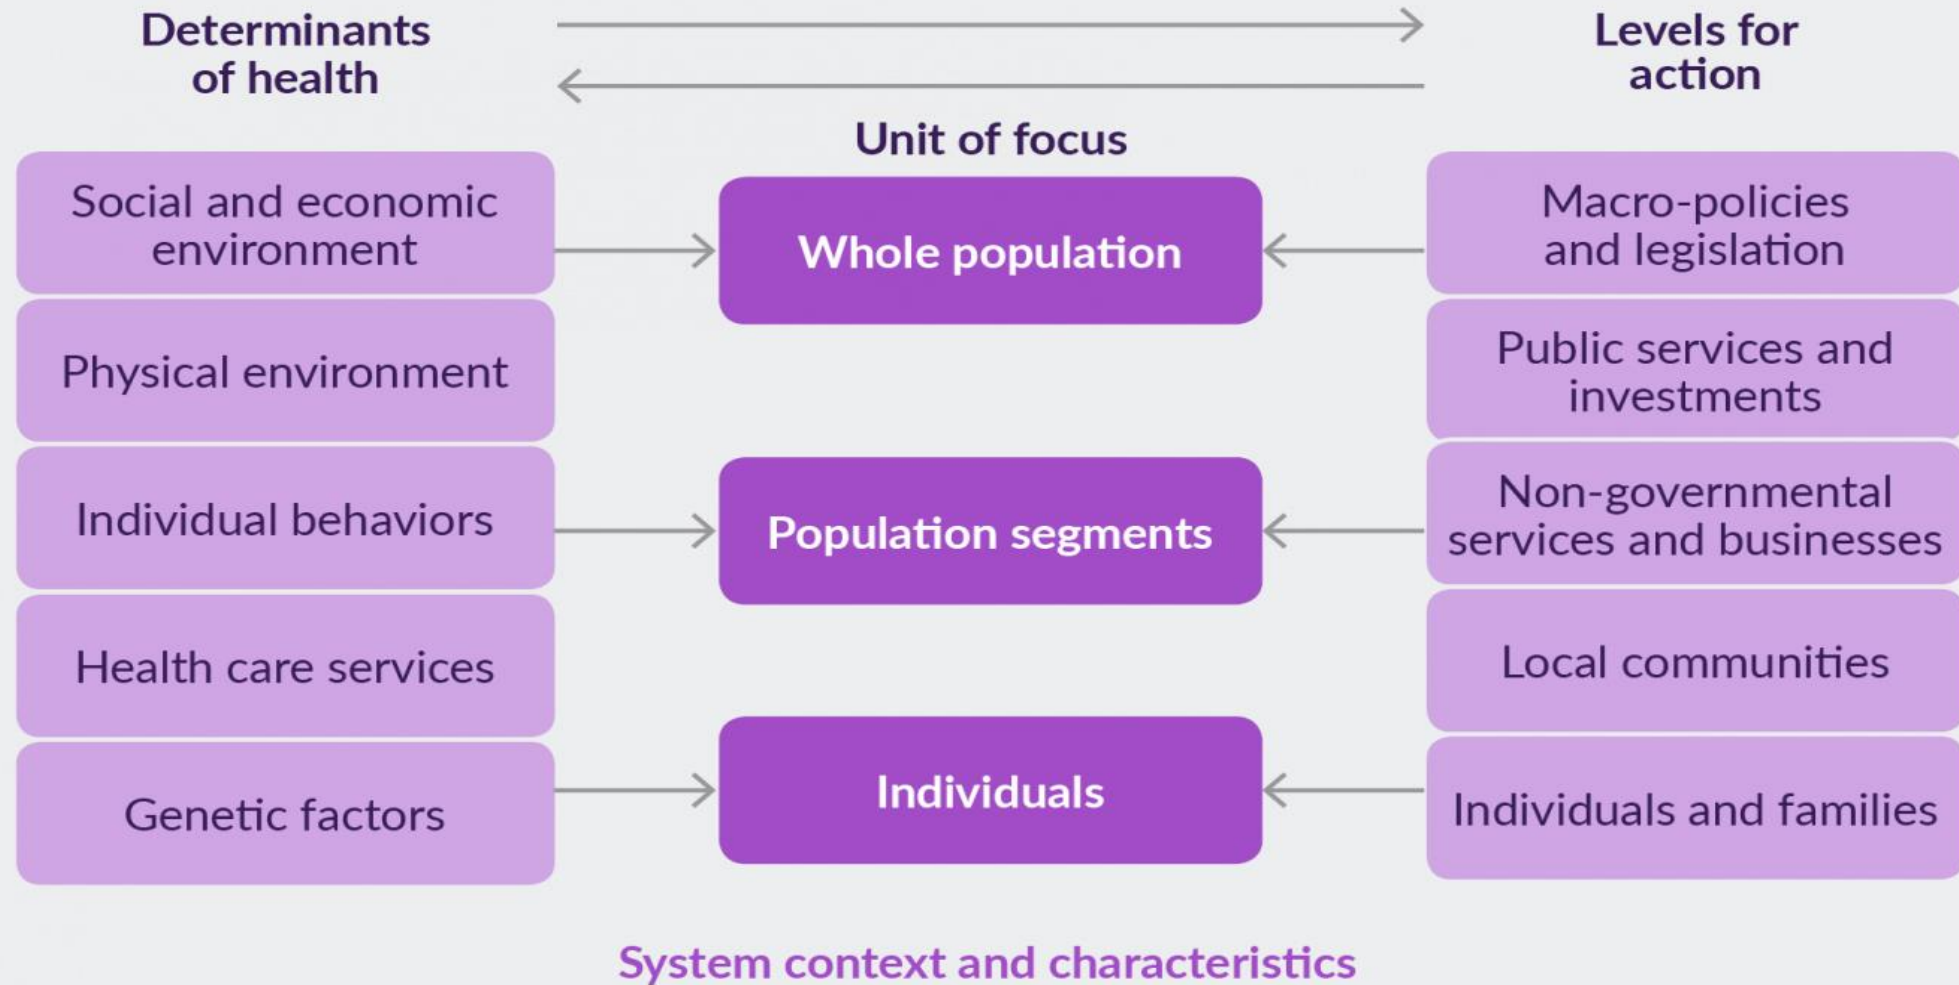 Determinants
of health
Levels for
action
Unit of focus
Social and economic
environment
Physical environment
Individual behaviors
Health care services
Genetic factors
Whole population
Population segments
Individuals
Macro-policies
and legislation
Public services and
investments
Non-governmental
services and businesses
Local communities
Individuals and families
System context and characteristics